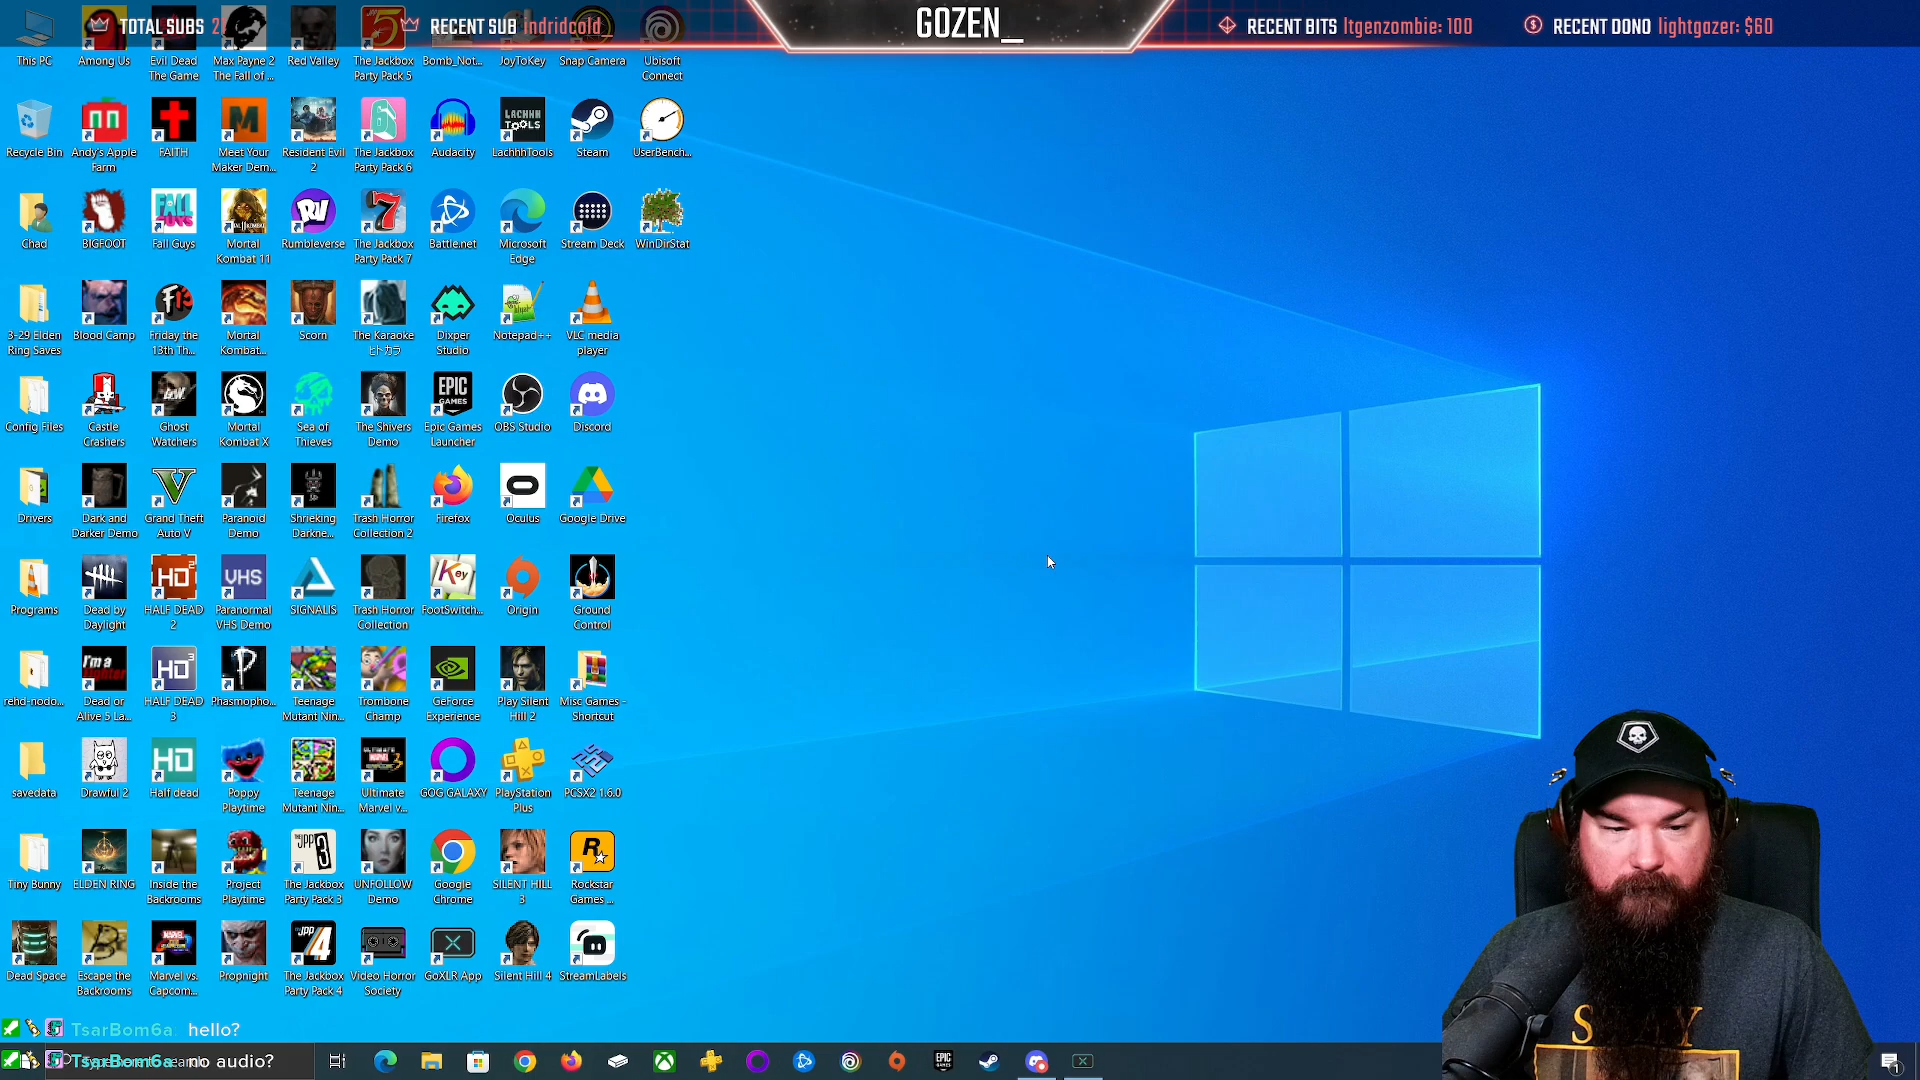 TOTAL SUBS
RECENT SUB indridcold_
GOZEN_
RECENT BITS ltgenzombie: 100
RECENT DONO lightgazer: $60
This PC
Among Us
Evil Dead The Game
Max Payne 2 The Fall of ...
Red Valley
The Jackbox Party Pack 5
Bomb_Not...
JoyToKey
Snap Camera
Ubisoft Connect
Recycle Bin
Andy's Apple Farm
FAITH
Meet Your Maker Dem...
Resident Evil 2
The Jackbox Party Pack 6
Audacity
LachhhTools
Steam
UserBench...
Chad
BIGFOOT
Fall Guys
Mortal Kombat 11
Rumbleverse
The Jackbox Party Pack 7
Battle.net
Microsoft Edge
Stream Deck
WinDirStat
3-29 Elden Ring Saves
Blood Camp
Friday the 13th Th...
Mortal Kombat...
Scorn
The Karaoke ヒトカラ
Dixper Studio
Notepad++
VLC media player
Config Files
Castle Crashers
Ghost Watchers
Mortal Kombat X
Sea of Thieves
The Shivers Demo
Epic Games Launcher
OBS Studio
Discord
Drivers
Dark and Darker Demo
Grand Theft Auto V
Paranoid Demo
Shrieking Darkne...
Trash Horror Collection 2
Firefox
Oculus
Google Drive
Programs
Dead by Daylight
HALF DEAD 2
Paranormal VHS Demo
SIGNALIS
Trash Horror Collection
FootSwitch...
Origin
Ground Control
rehd-nodo...
Dead or Alive 5 La...
HALF DEAD 3
Phasmopho...
Teenage Mutant Nin...
Trombone Champ
GeForce Experience
Play Silent Hill 2
Misc Games - Shortcut
savedata
Drawful 2
Half dead
Poppy Playtime
Teenage Mutant Nin...
Ultimate Marvel v...
GOG GALAXY
PlayStation Plus
PCSX2 1.6.0
Tiny Bunny
ELDEN RING
Inside the Backrooms
Project Playtime
The Jackbox Party Pack 3
UNFOLLOW Demo
Google Chrome
SILENT HILL 3
Rockstar Games ...
Dead Space
Escape the Backrooms
Marvel vs. Capcom...
Propnight
The Jackbox Party Pack 4
Video Horror Society
GoXLR App
Silent Hill 4
StreamLabels
TsarBom6a: hello?
TsarBom6a: no audio?